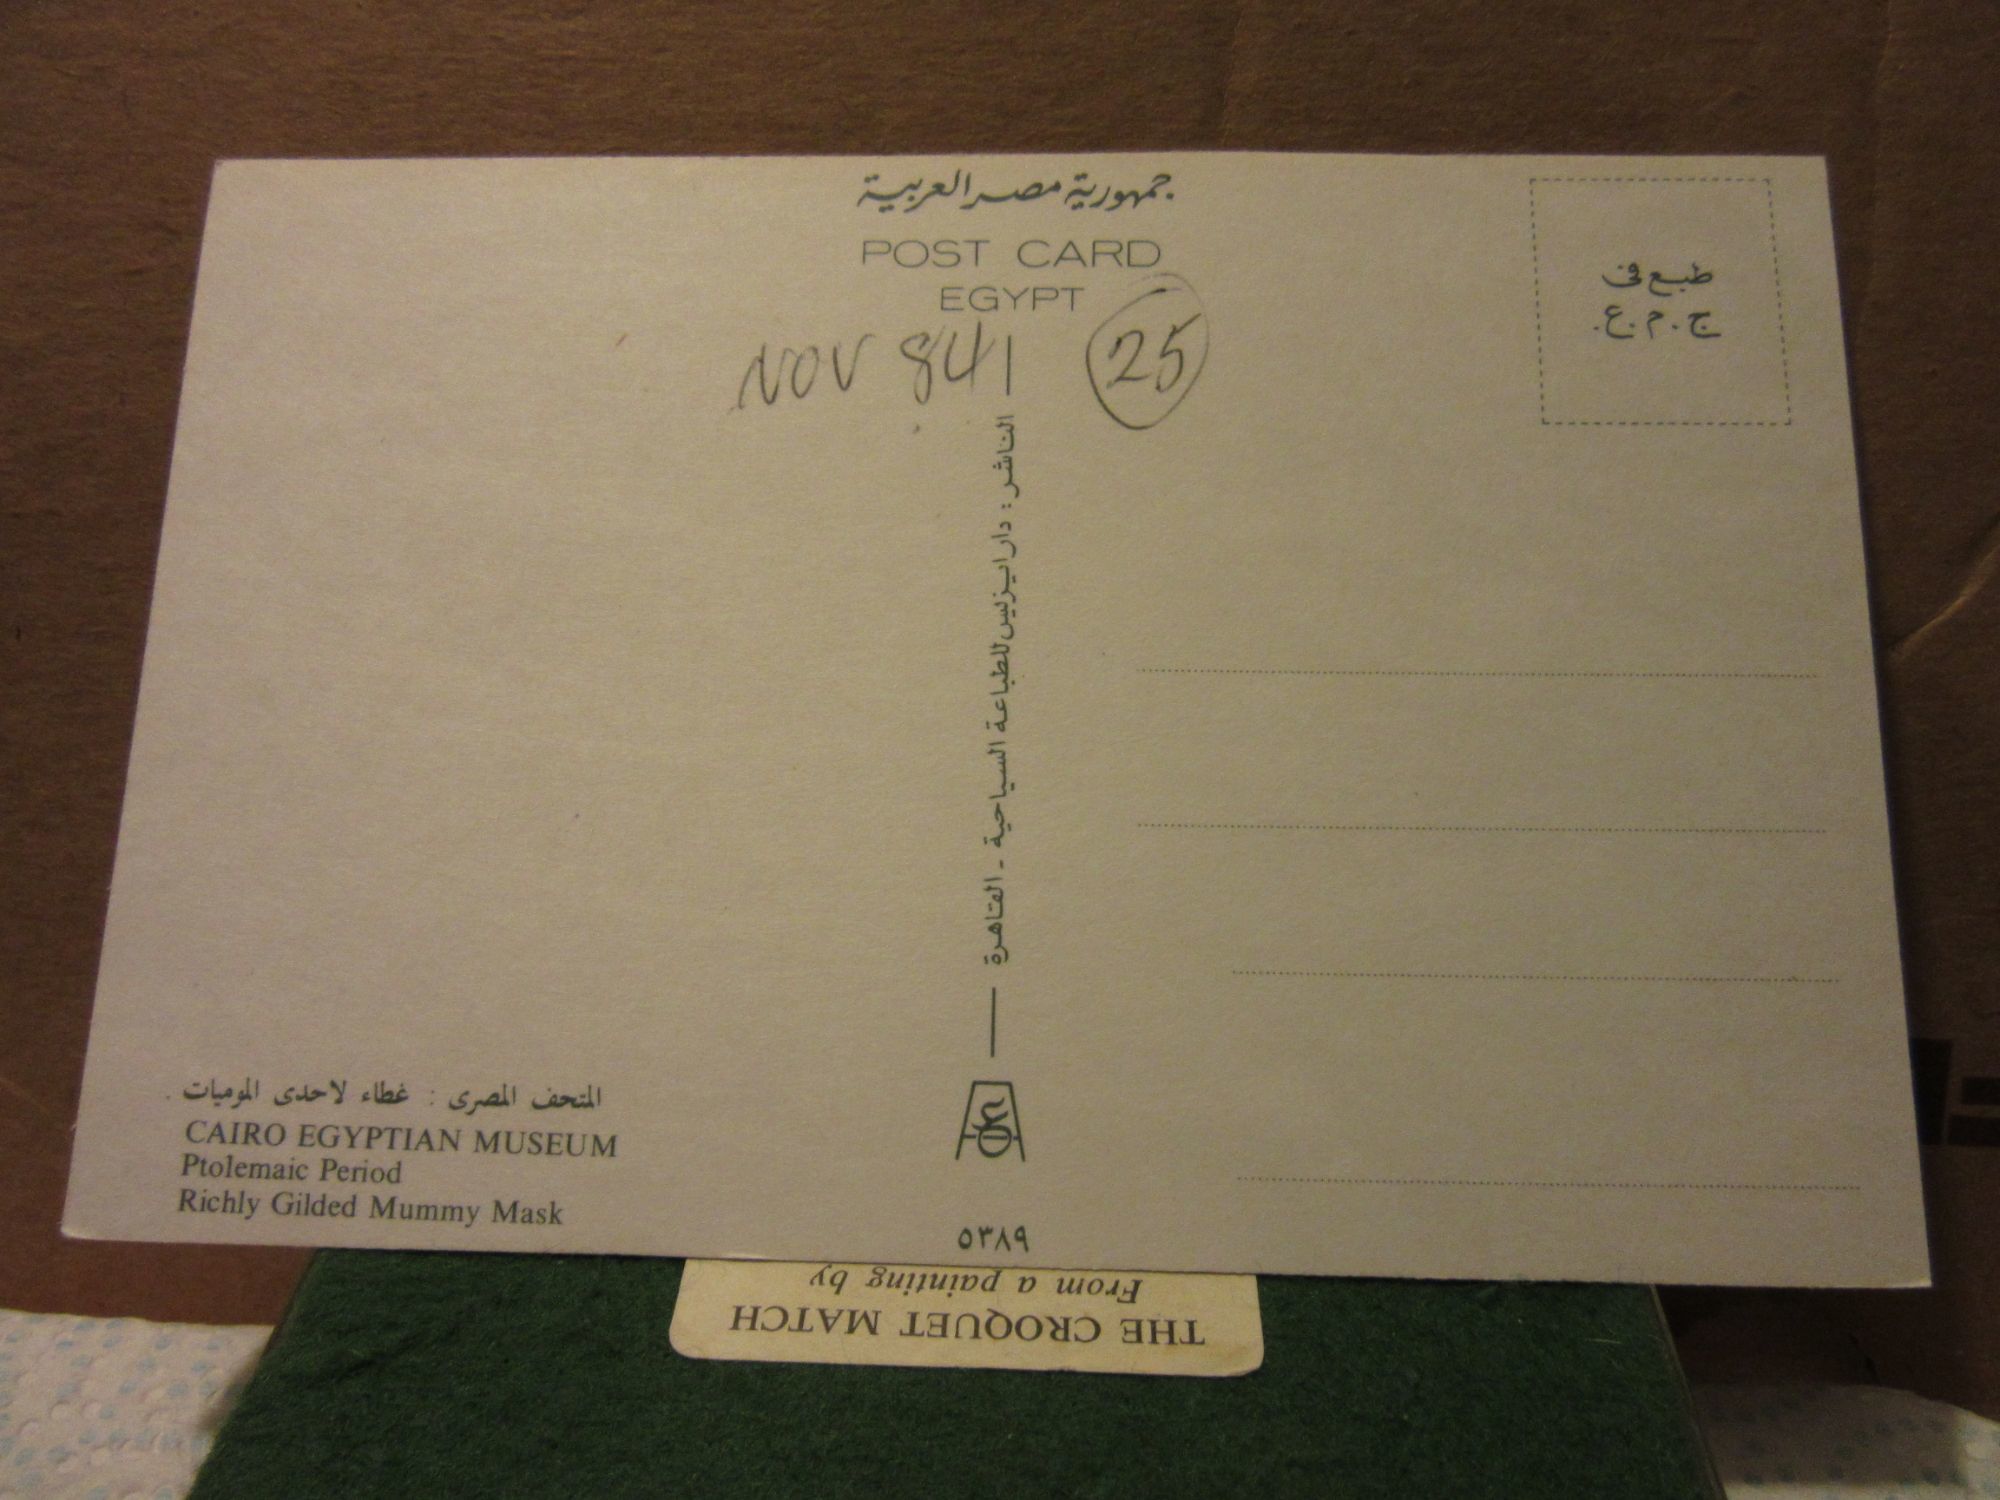 جمهورية مصر العربية
POST CARD
EGYPT
NOV 84
25
طبع في
ج . م . ع .
الناشر : دار ايزيس للطباعة السياحية - القاهرة
المتحف المصرى : غطاء لاحدى الموميات .
CAIRO EGYPTIAN MUSEUM
Ptolemaic Period
Richly Gilded Mummy Mask
٥٣٨٩
THE CROQUET MATCH
From a painting by